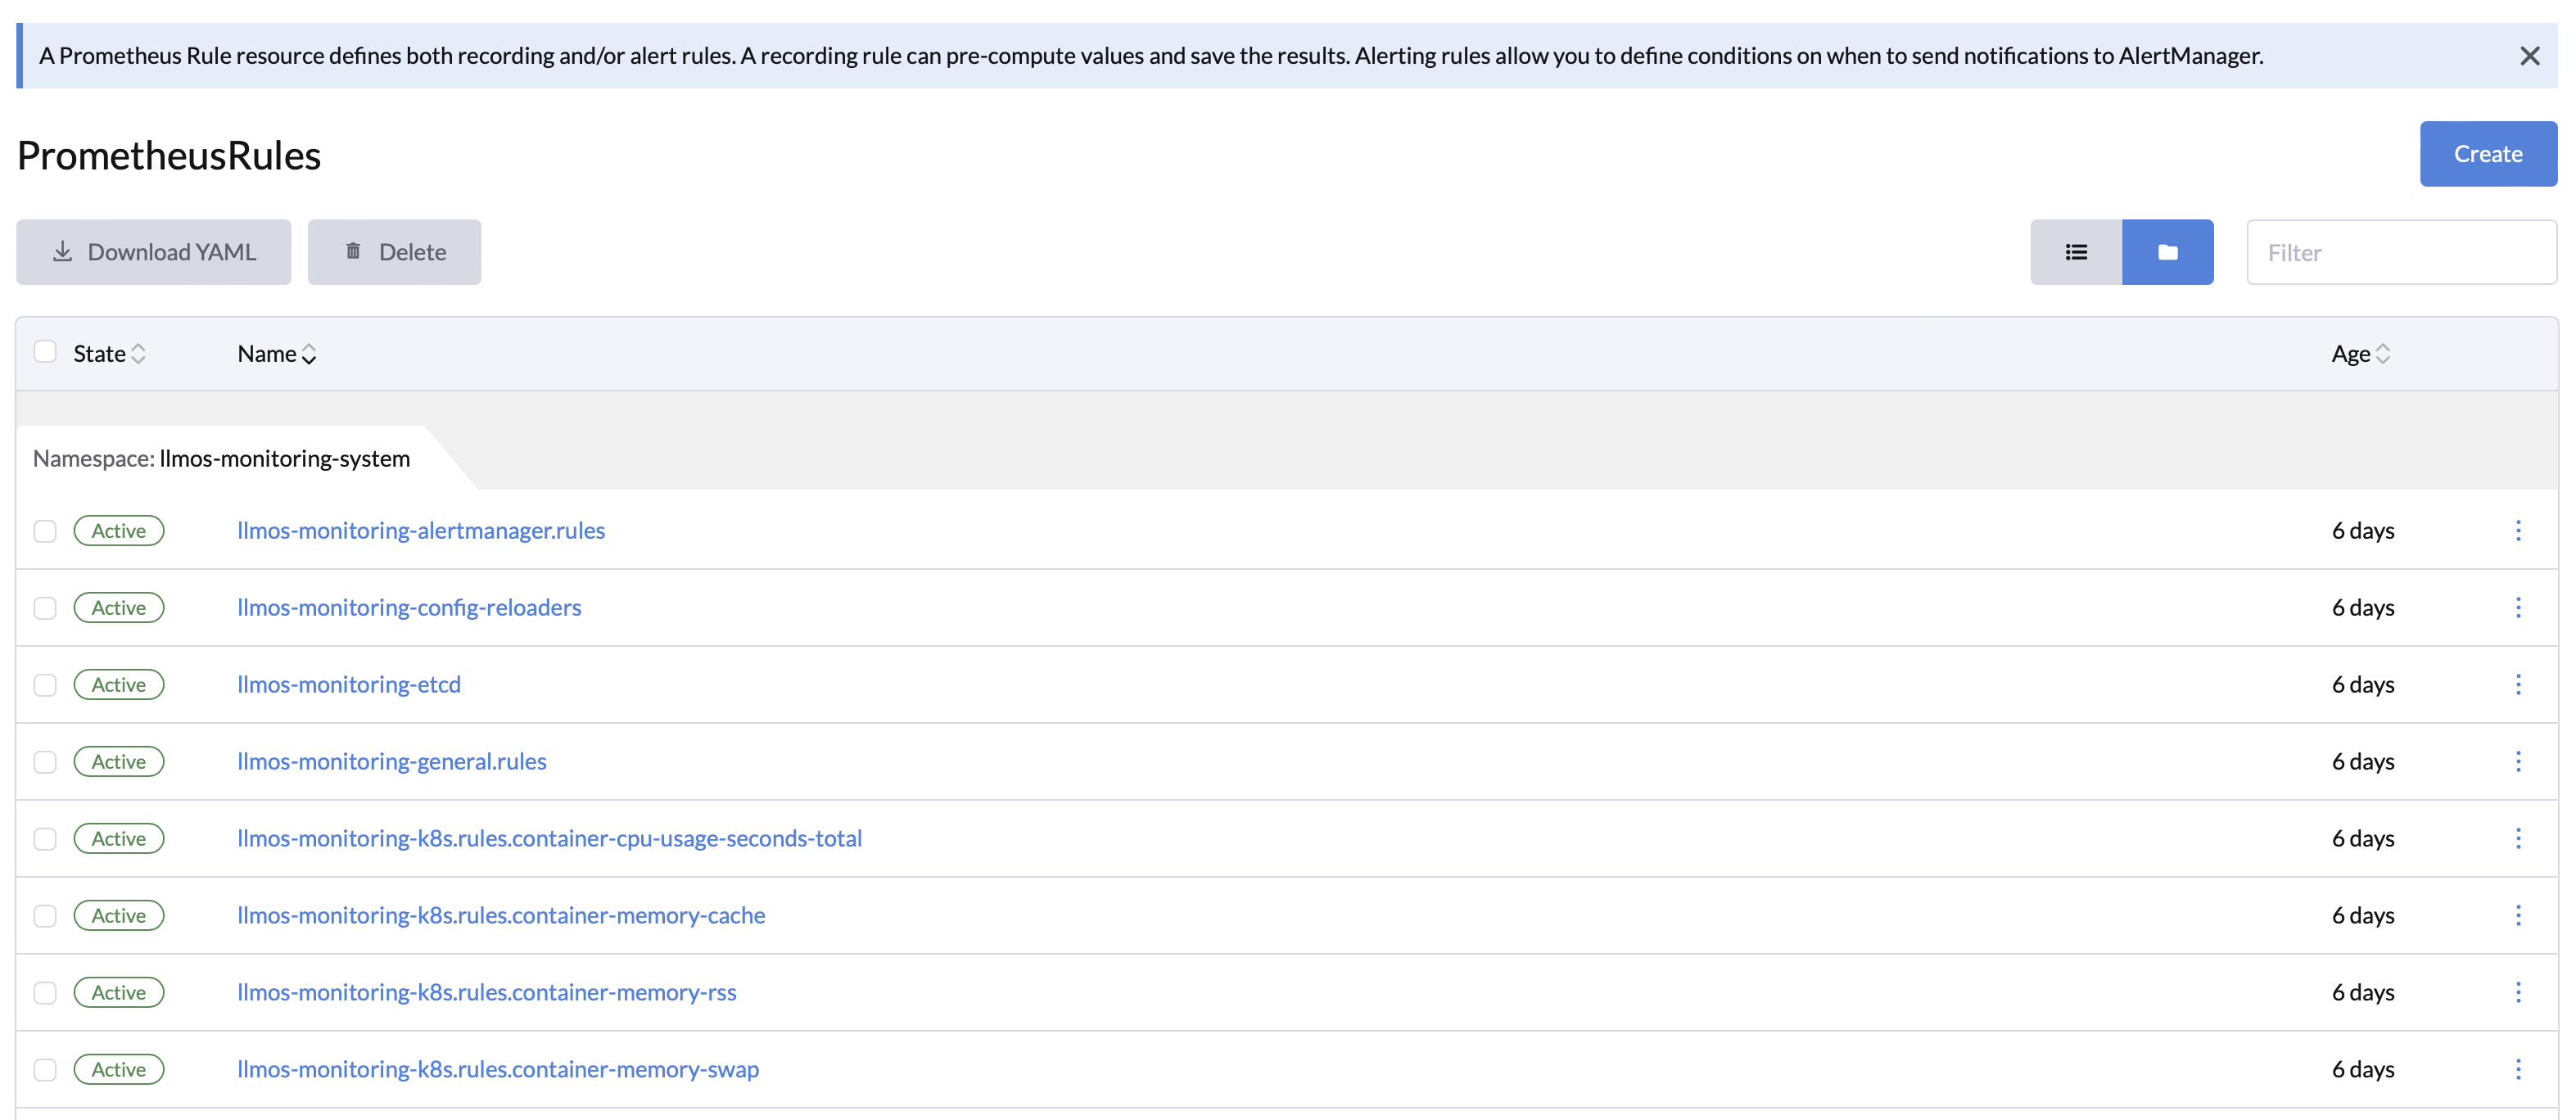 A Prometheus Rule resource defines both recording and/or alert rules. A recording rule can pre-compute values and save the results. Alerting rules allow you to define conditions on when to send notifications to AlertManager.
PrometheusRules
Create
Download YAML
Delete
Filter
State
Name
Age
Namespace: llmos-monitoring-system
Active llmos-monitoring-alertmanager.rules 6 days
Active llmos-monitoring-config-reloaders 6 days
Active llmos-monitoring-etcd 6 days
Active llmos-monitoring-general.rules 6 days
Active llmos-monitoring-k8s.rules.container-cpu-usage-seconds-total 6 days
Active llmos-monitoring-k8s.rules.container-memory-cache 6 days
Active llmos-monitoring-k8s.rules.container-memory-rss 6 days
Active llmos-monitoring-k8s.rules.container-memory-swap 6 days